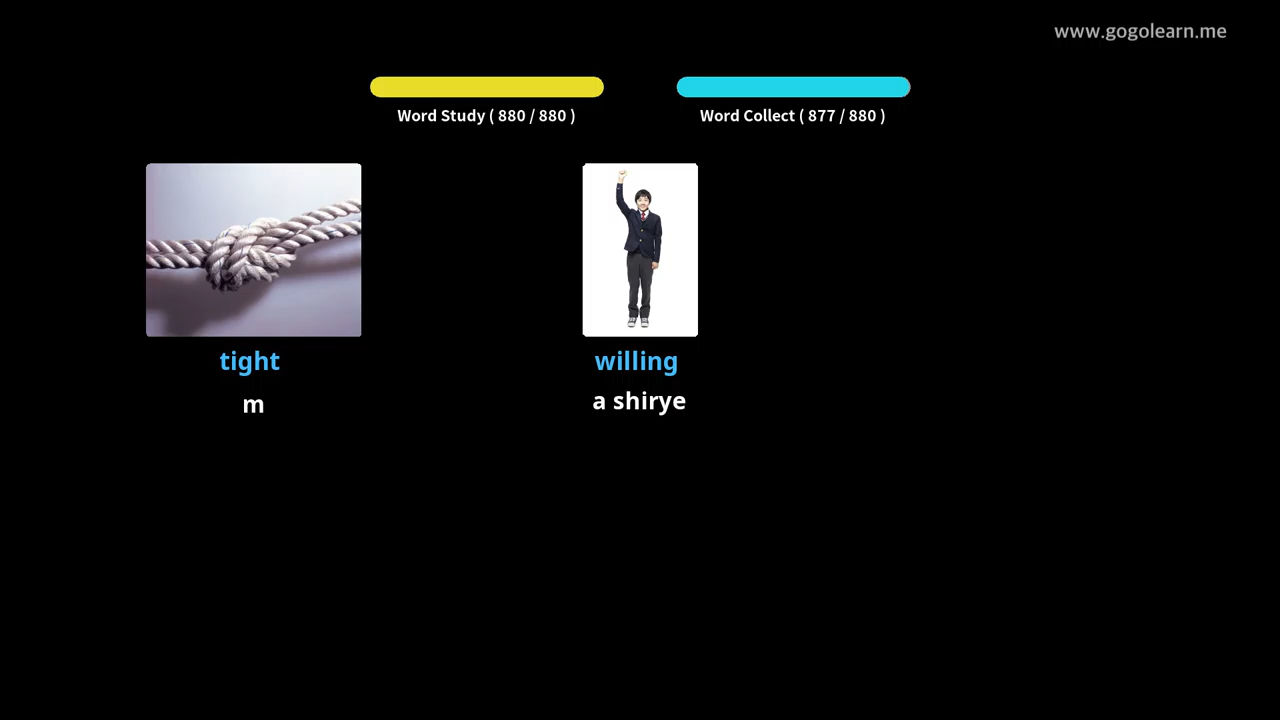 www.gogolearn.me
Word Study ( 880 / 880 )
Word Collect ( 877 / 880 )
tight
willing
m
a shirye